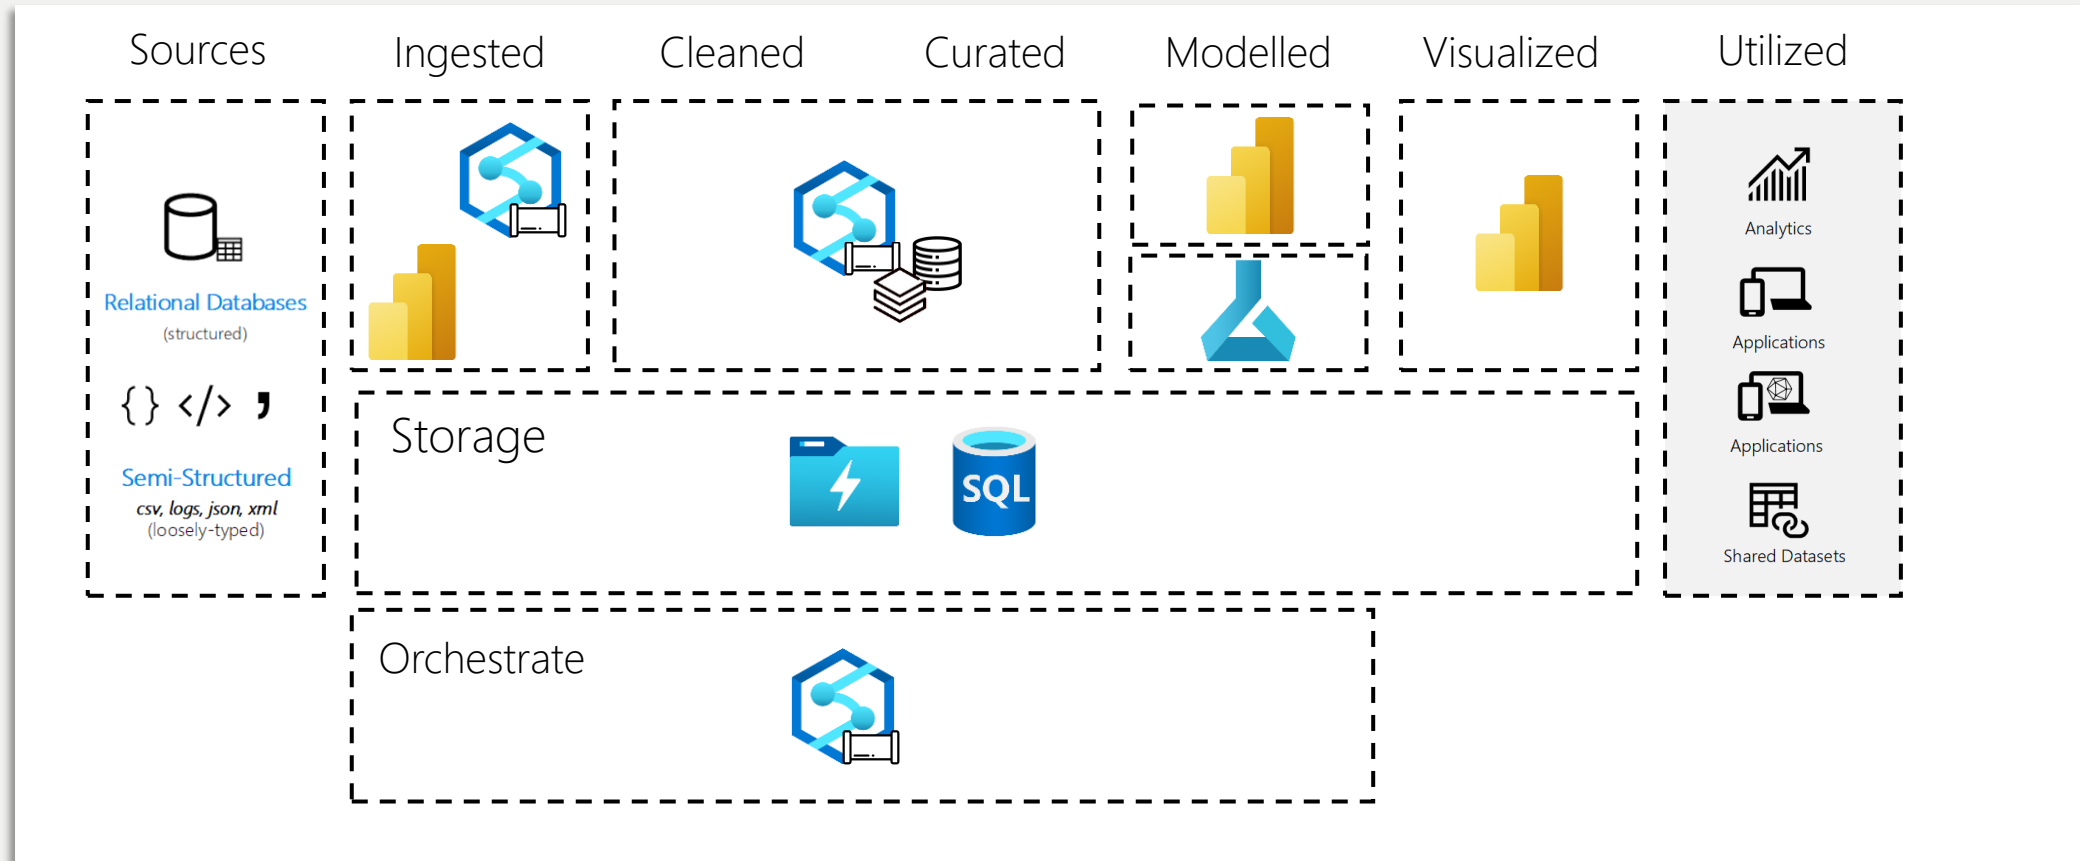 Sources
Ingested
Cleaned
Curated
Modelled
Visualized
Utilized
Relational Databases
(structured)
{} </> ,
Semi-Structured
csv, logs, json, xml
(loosely-typed)
Storage
SQL
Orchestrate
Analytics
Applications
Applications
Shared Datasets